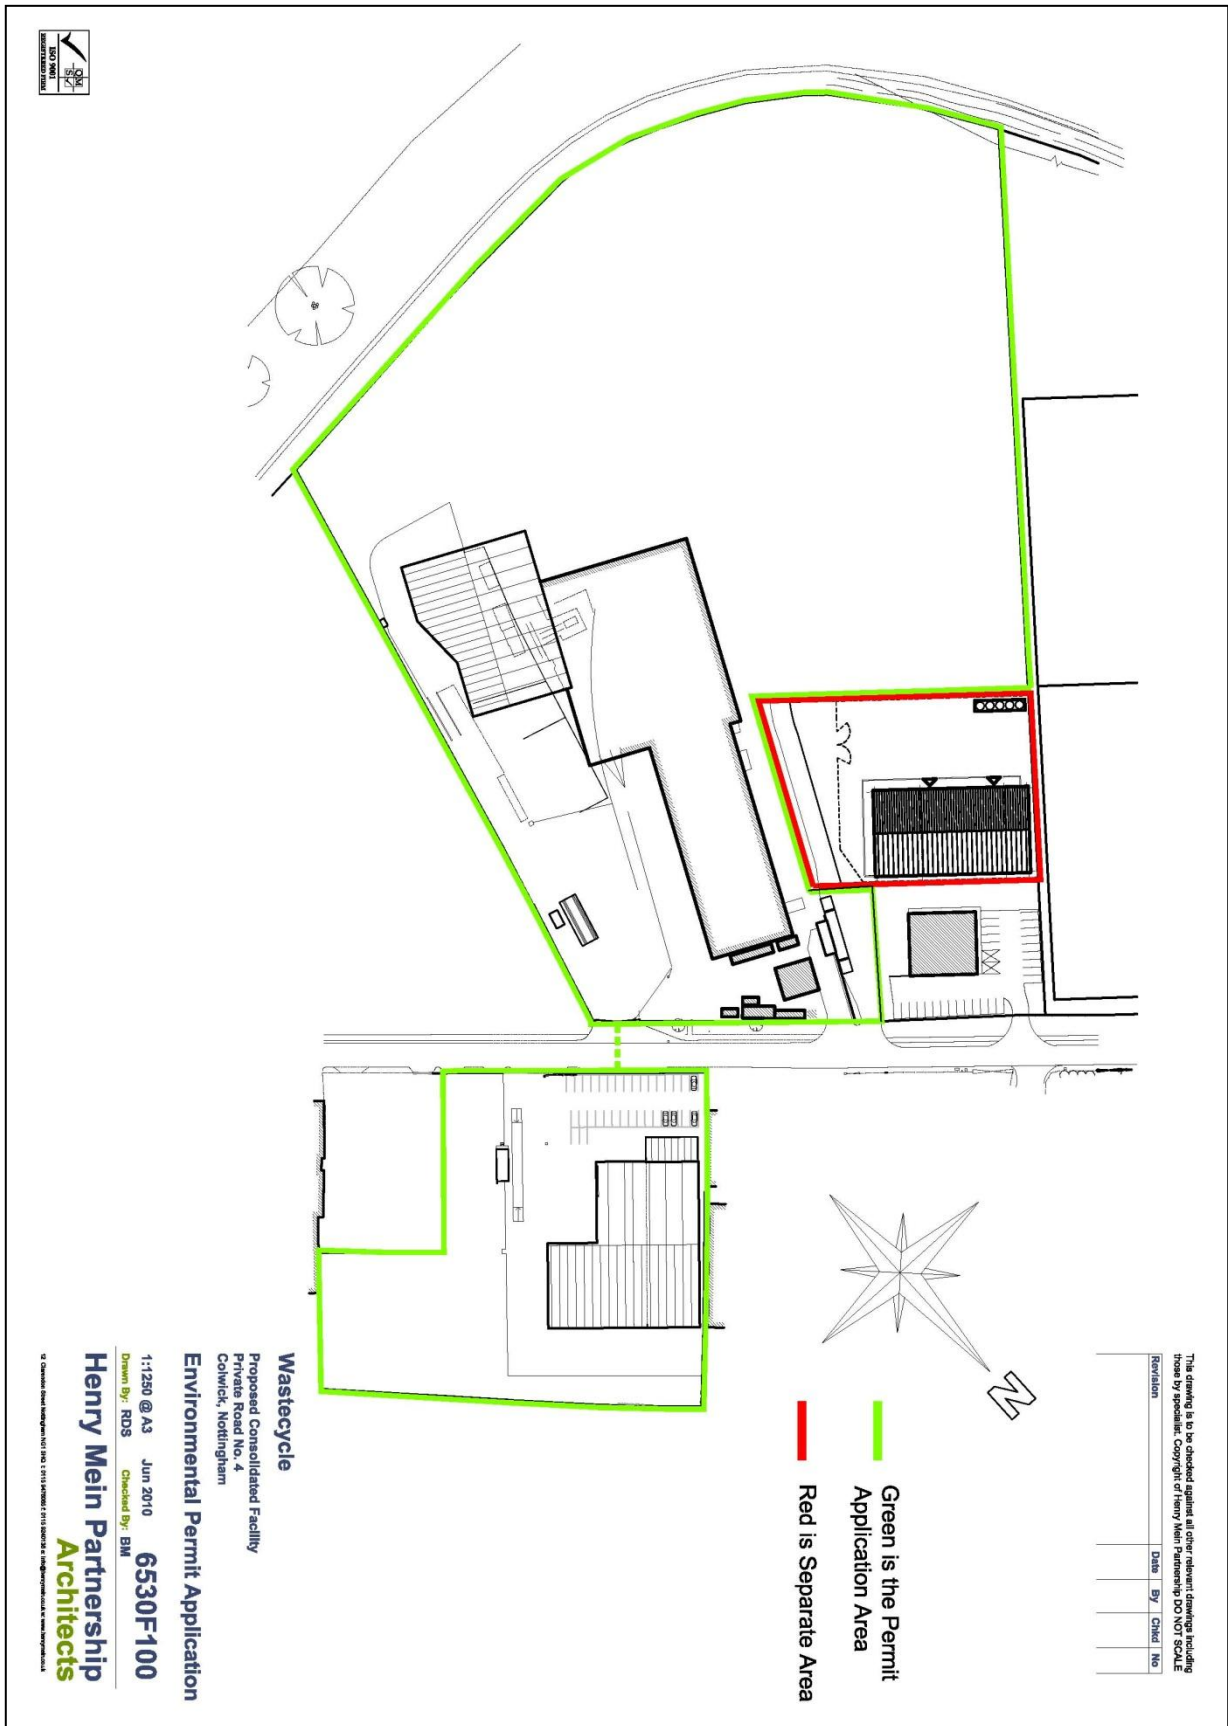 This drawing is to be checked against all other relevant drawings including
those by specialist. Copyright of Henry Mein Partnership DO NOT SCALE
Revision Date By Chkd No
N
Green is the Permit
Application Area
Red is Separate Area
Wastecycle
Proposed Consolidated Facility
Private Road No. 4
Colwick, Nottingham
Environmental Permit Application
1:1250 @ A3 Jun 2010 6530F100
Drawn By: RDS Checked By: BM
Henry Mein Partnership
Architects
QM
S
ISO 9001
REGISTERED FIRM